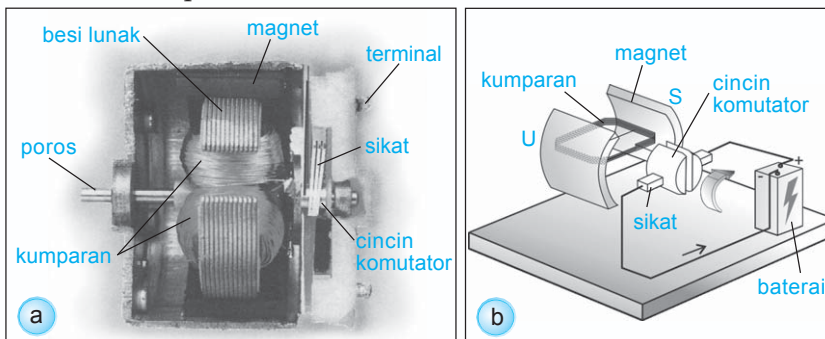 besi lunak
magnet
terminal
poros
sikat
kumparan
cincin
komutator
a
magnet
kumparan
S
cincin
komutator
U
+
-
sikat
baterai
b